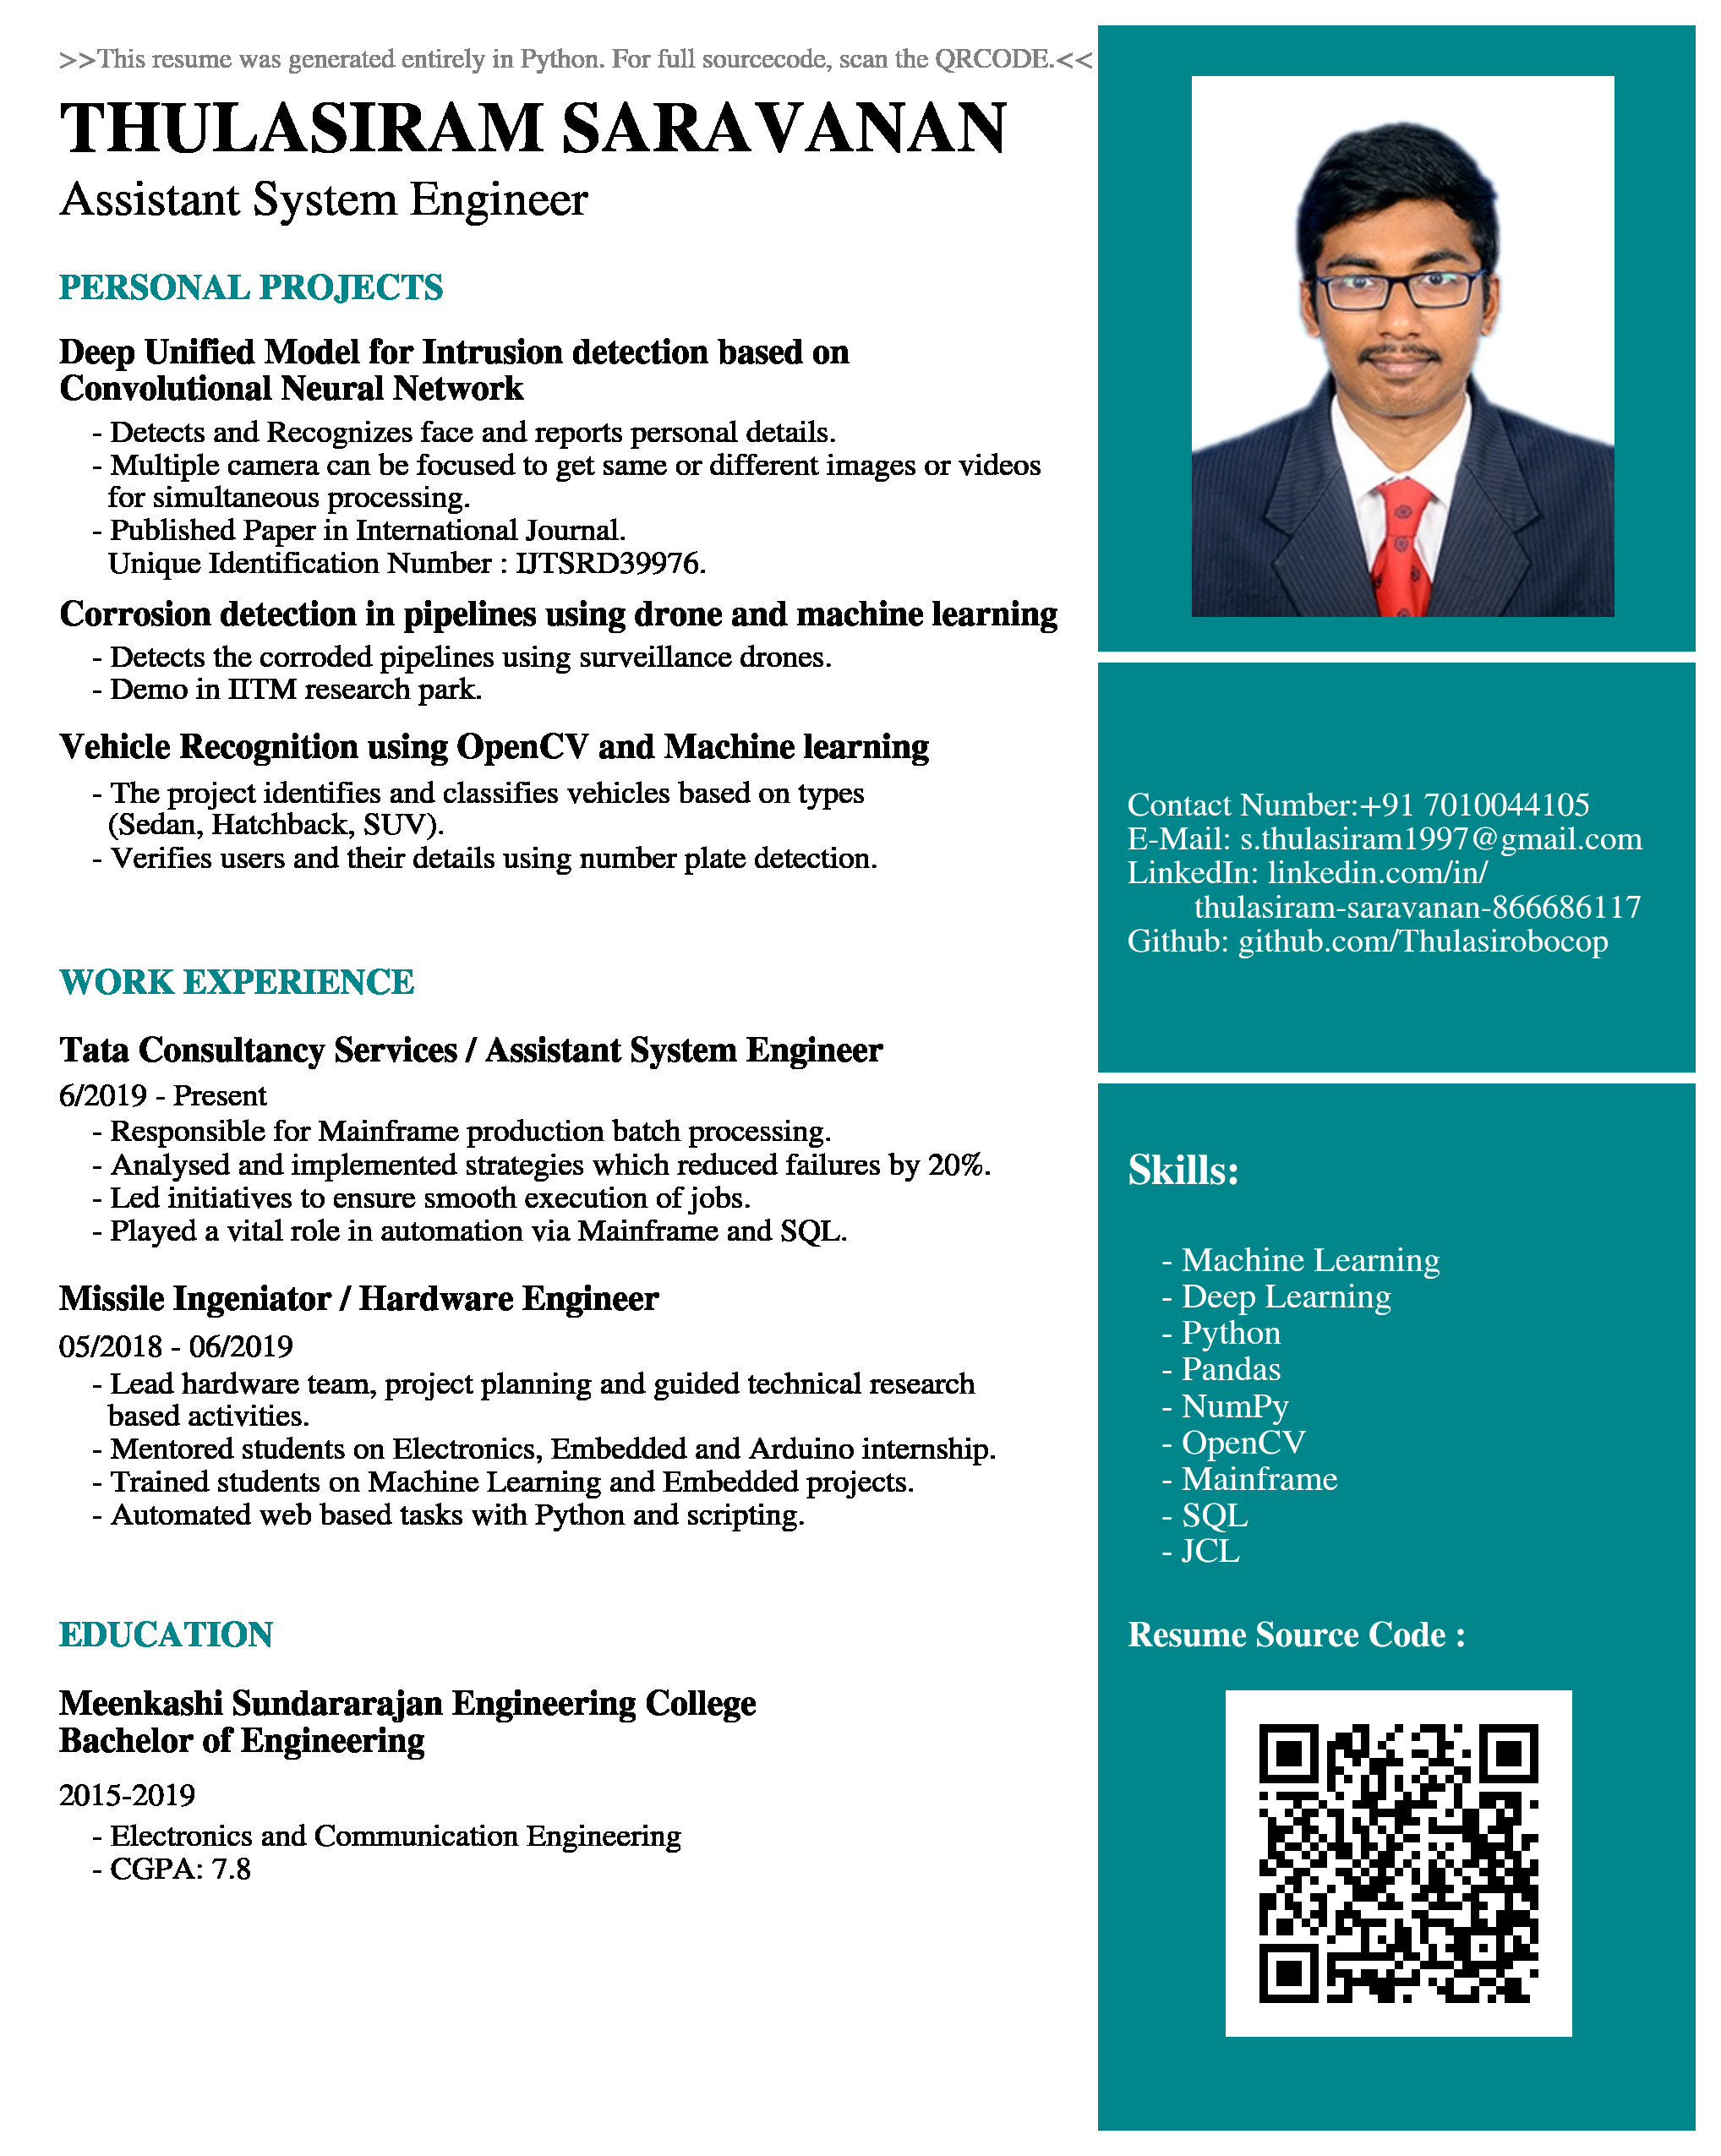 >>This resume was generated entirely in Python. For full sourcecode, scan the QRCODE.<<
THULASIRAM SARAVANAN
Assistant System Engineer
PERSONAL PROJECTS
Deep Unified Model for Intrusion detection based on
Convolutional Neural Network
- Detects and Recognizes face and reports personal details.
- Multiple camera can be focused to get same or different images or videos
for simultaneous processing.
- Published Paper in International Journal.
Unique Identification Number : IJTSRD39976.
Corrosion detection in pipelines using drone and machine learning
- Detects the corroded pipelines using surveillance drones.
- Demo in IITM research park.
Vehicle Recognition using OpenCV and Machine learning
- The project identifies and classifies vehicles based on types
(Sedan, Hatchback, SUV).
- Verifies users and their details using number plate detection.
WORK EXPERIENCE
Tata Consultancy Services / Assistant System Engineer
6/2019 - Present
- Responsible for Mainframe production batch processing.
- Analysed and implemented strategies which reduced failures by 20%.
- Led initiatives to ensure smooth execution of jobs.
- Played a vital role in automation via Mainframe and SQL.
Missile Ingeniator / Hardware Engineer
05/2018 - 06/2019
- Lead hardware team, project planning and guided technical research
based activities.
- Mentored students on Electronics, Embedded and Arduino internship.
- Trained students on Machine Learning and Embedded projects.
- Automated web based tasks with Python and scripting.
EDUCATION
Meenkashi Sundararajan Engineering College
Bachelor of Engineering
2015-2019
- Electronics and Communication Engineering
- CGPA: 7.8
Contact Number:+91 7010044105
E-Mail: s.thulasiram1997@gmail.com
LinkedIn: linkedin.com/in/
thulasiram-saravanan-866686117
Github: github.com/Thulasirobocop
Skills:
- Machine Learning
- Deep Learning
- Python
- Pandas
- NumPy
- OpenCV
- Mainframe
- SQL
- JCL
Resume Source Code :